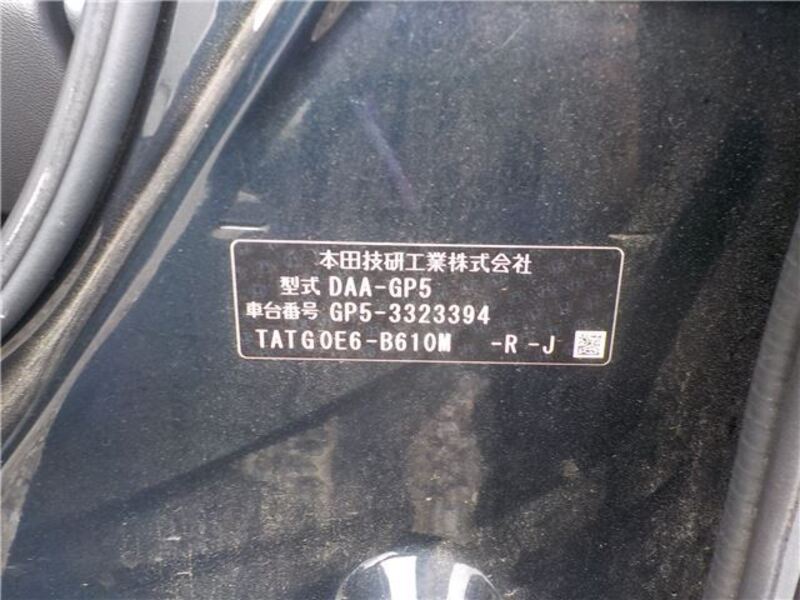 本田技研工業株式会社
型式 DAA-GP5
車台番号 GP5-3323394
TATG0E6-B610M -R -J